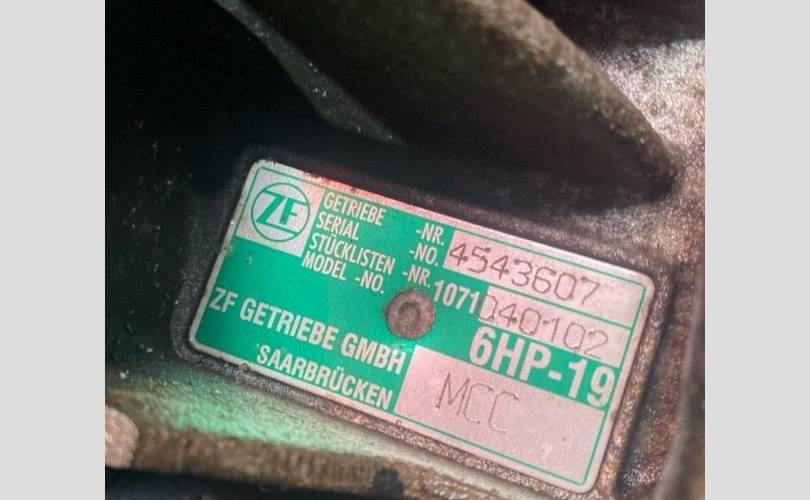 ZF
GETRIEBE -NR.
SERIAL -NO. 4543607
STÜCKLISTEN -NR.
MODEL -NO. 1071040102
ZF GETRIEBE GMBH 6HP-19
SAARBRÜCKEN MCC